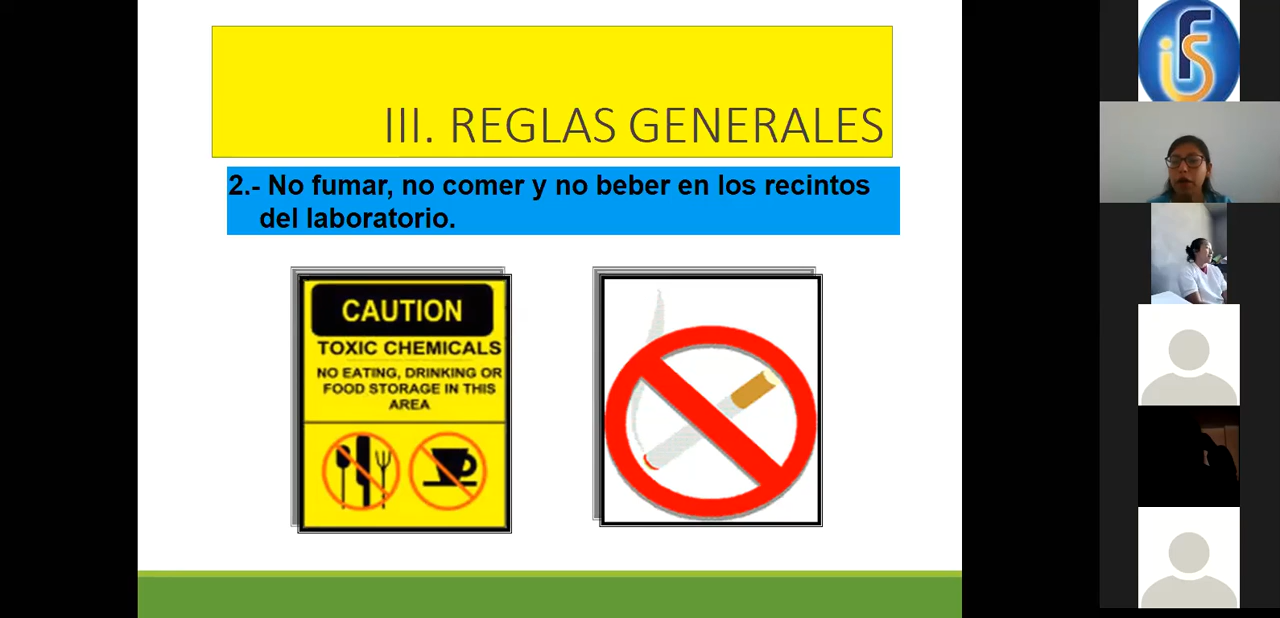 III. REGLAS GENERALES
2.- No fumar, no comer y no beber en los recintos
del laboratorio.
CAUTION
TOXIC CHEMICALS
NO EATING, DRINKING OR
FOOD STORAGE IN THIS
AREA
ifs